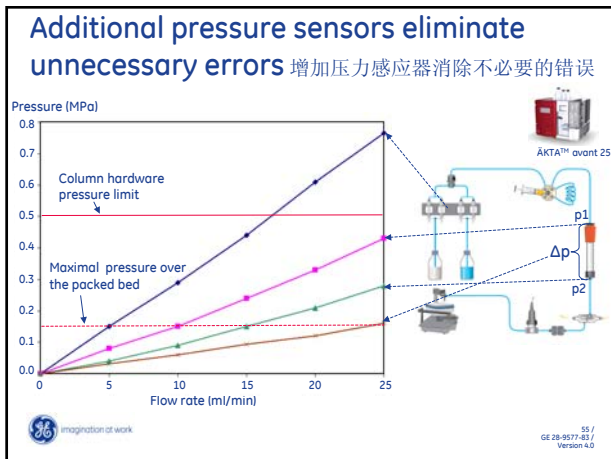 Additional pressure sensors eliminate
unnecessary errors 增加压力感应器消除不必要的错误
Pressure (MPa)
0.8
0.7
0.6
0.5
0.4
0.3
0.2
0.1
0.0
Column hardware
pressure limit
Maximal pressure over
the packed bed
0
5
10
15
20
25
Flow rate (ml/min)
ÄKTA™ avant 25
p1
Δp
p2
GE imagination at work
55 /
GE 28-9577-83 /
Version 4.0